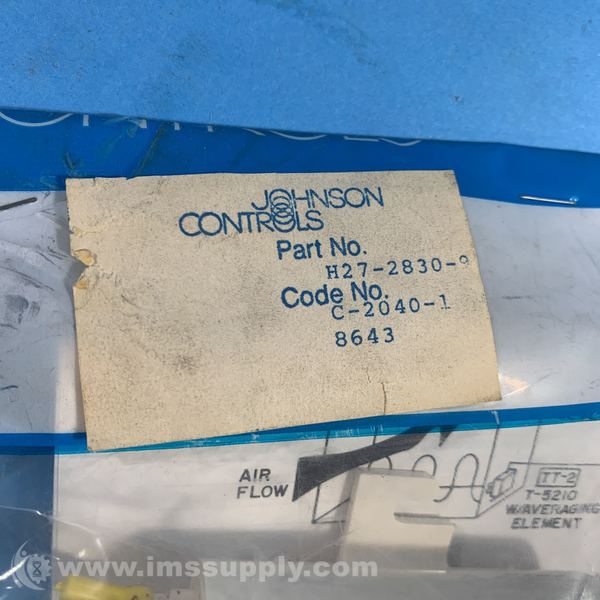 CONTROLS
JOHNSON
CONTROLS
Part No.
H27-2830-9
Code No.
C-2040-1
8643
AIR
FLOW
TT-2
T-5210
W/AVERAGING
ELEMENT
www.imssupply.com